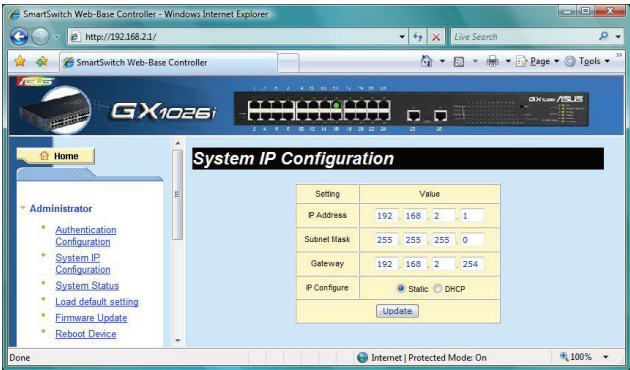 SmartSwitch Web-Base Controller - Windows Internet Explorer
http://192.168.2.1/
Live Search
SmartSwitch Web-Base Controller
Page
Tools
ASUS
GX1026i
ASUS
Home
System IP Configuration
Setting Value
IP Address 192 . 168 . 2 . 1
Subnet Mask 255 . 255 . 255 . 0
Gateway 192 . 168 . 2 . 254
IP Configure Static DHCP
Update
Administrator
Authentication
Configuration
System IP
Configuration
System Status
Load default setting
Firmware Update
Reboot Device
Done
Internet | Protected Mode: On
100%